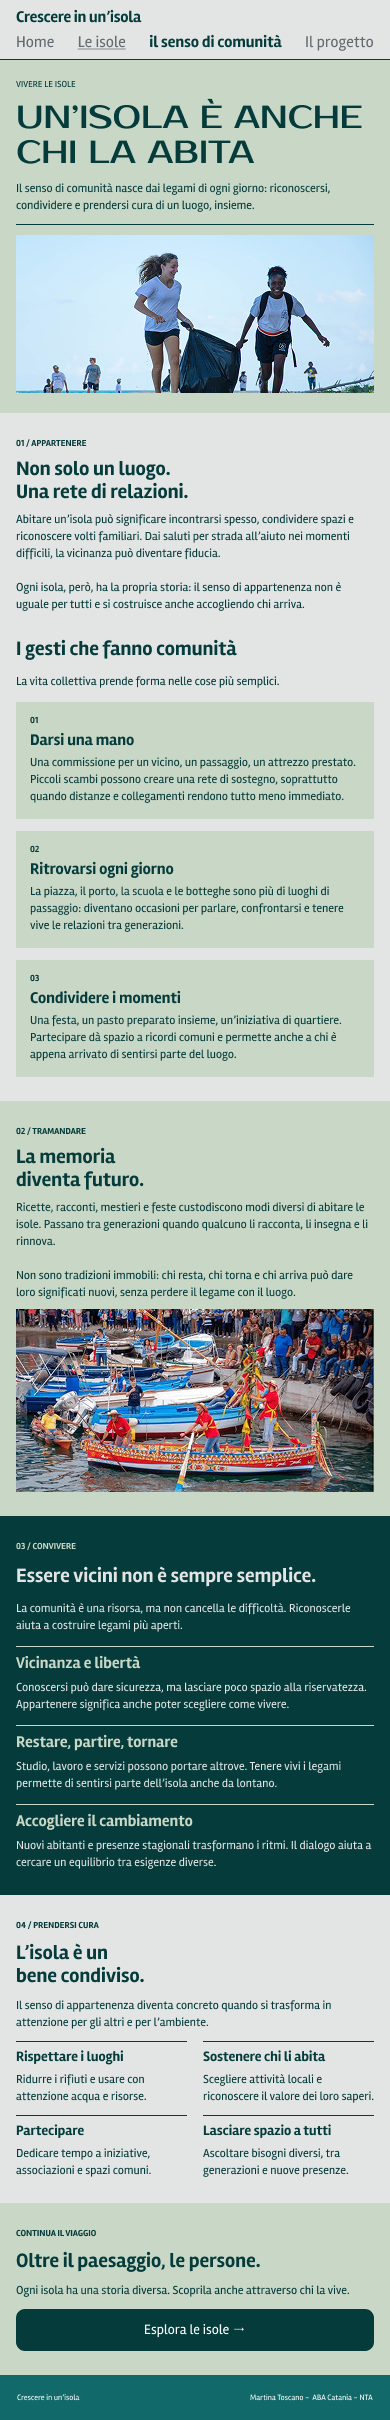 Crescere in un'isola
Home Le isole il senso di comunità Il progetto
VIVERE LE ISOLE
UN'ISOLA È ANCHE
CHI LA ABITA
Il senso di comunità nasce dai legami di ogni giorno: riconoscersi,
condividere e prendersi cura di un luogo, insieme.
01 / APPARTENERE
Non solo un luogo.
Una rete di relazioni.
Abitare un'isola può significare incontrarsi spesso, condividere spazi e
riconoscere volti familiari. Dai saluti per strada all'aiuto nei momenti
difficili, la vicinanza può diventare fiducia.
Ogni isola, però, ha la propria storia: il senso di appartenenza non è
uguale per tutti e si costruisce anche accogliendo chi arriva.
I gesti che fanno comunità
La vita collettiva prende forma nelle cose più semplici.
01
Darsi una mano
Una commissione per un vicino, un passaggio, un attrezzo prestato.
Piccoli scambi possono creare una rete di sostegno, soprattutto
quando distanze e collegamenti rendono tutto meno immediato.
02
Ritrovarsi ogni giorno
La piazza, il porto, la scuola e le botteghe sono più di luoghi di
passaggio: diventano occasioni per parlare, confrontarsi e tenere
vive le relazioni tra generazioni.
03
Condividere i momenti
Una festa, un pasto preparato insieme, un'iniziativa di quartiere.
Partecipare dà spazio a ricordi comuni e permette anche a chi è
appena arrivato di sentirsi parte del luogo.
02 / TRAMANDARE
La memoria
diventa futuro.
Ricette, racconti, mestieri e feste custodiscono modi diversi di abitare le
isole. Passano tra generazioni quando qualcuno li racconta, li insegna e li
rinnova.
Non sono tradizioni immobili: chi resta, chi torna e chi arriva può dare
loro significati nuovi, senza perdere il legame con il luogo.
03 / CONVIVERE
Essere vicini non è sempre semplice.
La comunità è una risorsa, ma non cancella le difficoltà. Riconoscerle
aiuta a costruire legami più aperti.
Vicinanza e libertà
Conoscersi può dare sicurezza, ma lasciare poco spazio alla riservatezza.
Appartenere significa anche poter scegliere come vivere.
Restare, partire, tornare
Studio, lavoro e servizi possono portare altrove. Tenere vivi i legami
permette di sentirsi parte dell'isola anche da lontano.
Accogliere il cambiamento
Nuovi abitanti e presenze stagionali trasformano i ritmi. Il dialogo aiuta a
cercare un equilibrio tra esigenze diverse.
04 / PRENDERSI CURA
L'isola è un
bene condiviso.
Il senso di appartenenza diventa concreto quando si trasforma in
attenzione per gli altri e per l'ambiente.
Rispettare i luoghi
Ridurre i rifiuti e usare con
attenzione acqua e risorse.
Sostenere chi li abita
Scegliere attività locali e
riconoscere il valore dei loro saperi.
Partecipare
Dedicare tempo a iniziative,
associazioni e spazi comuni.
Lasciare spazio a tutti
Ascoltare bisogni diversi, tra
generazioni e nuove presenze.
CONTINUA IL VIAGGIO
Oltre il paesaggio, le persone.
Ogni isola ha una storia diversa. Scoprila anche attraverso chi la vive.
Esplora le isole →
Crescere in un'isola
Martina Toscano - ABA Catania - NTA